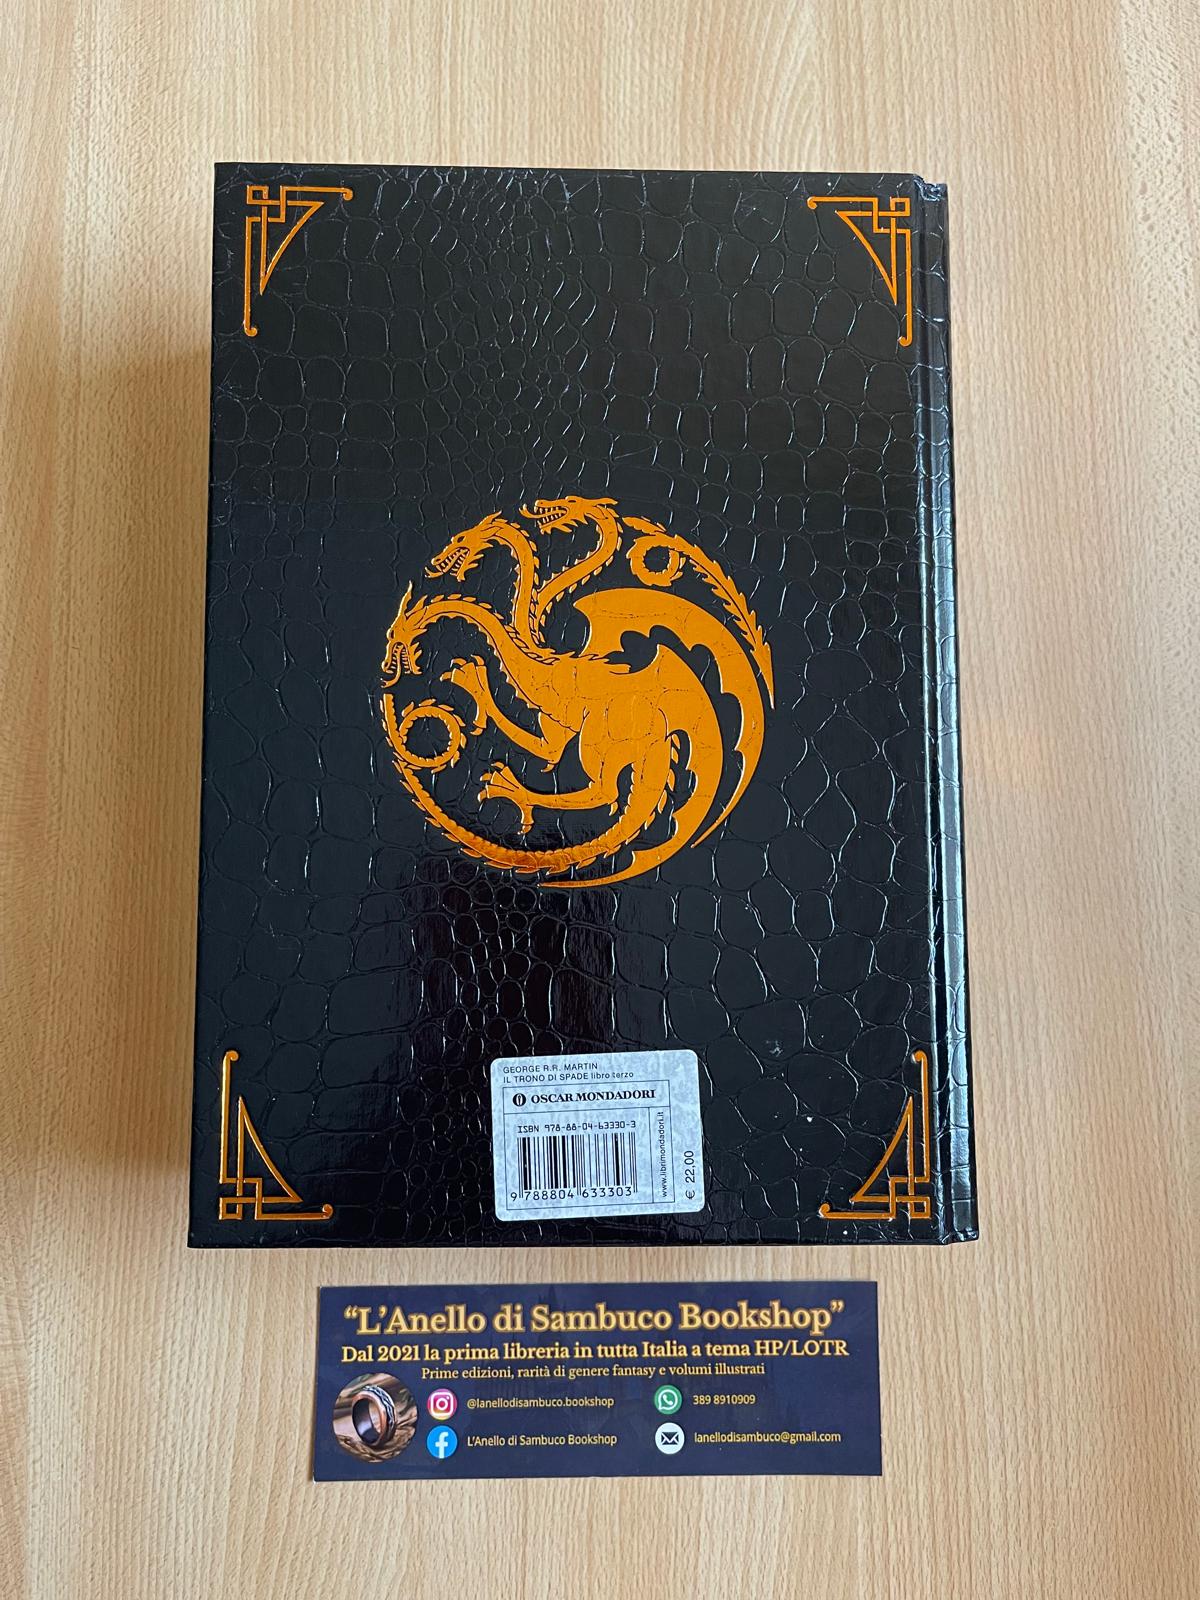 GEORGE R.R. MARTIN
IL TRONO DI SPADE libro terzo
OSCAR MONDADORI
ISBN 978-88-04-63330-3
9 788804 633303
www.librimondadori.it
€ 22,00
“L’Anello di Sambuco Bookshop”
Dal 2021 la prima libreria in tutta Italia a tema HP/LOTR
Prime edizioni, rarità di genere fantasy e volumi illustrati
@lanellodisambuco.bookshop
389 8910909
L’Anello di Sambuco Bookshop
lanellodisambuco@gmail.com